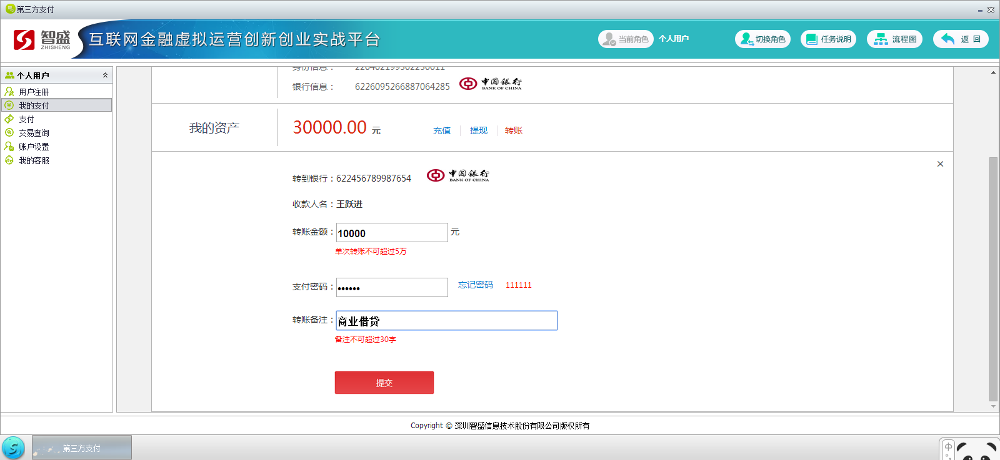 第三方支付
智盛
ZHISHENG
互联网金融虚拟运营创新创业实战平台
当前角色 个人用户 切换角色 任务说明 流程图 返 回
个人用户
用户注册
我的支付
支付
交易查询
账户设置
我的客服
银行信息： 6226095266887064285 中国银行
BANK OF CHINA
我的资产 30000.00 元 充值 提现 转账
转到银行：622456789987654 中国银行
BANK OF CHINA
收款人名：王跃进
转账金额：10000 元
单次转账不可超过5万
支付密码：•••••• 忘记密码 111111
转账备注：商业借贷
备注不可超过30字
提交
Copyright © 深圳智盛信息技术股份有限公司版权所有
第三方支付
中